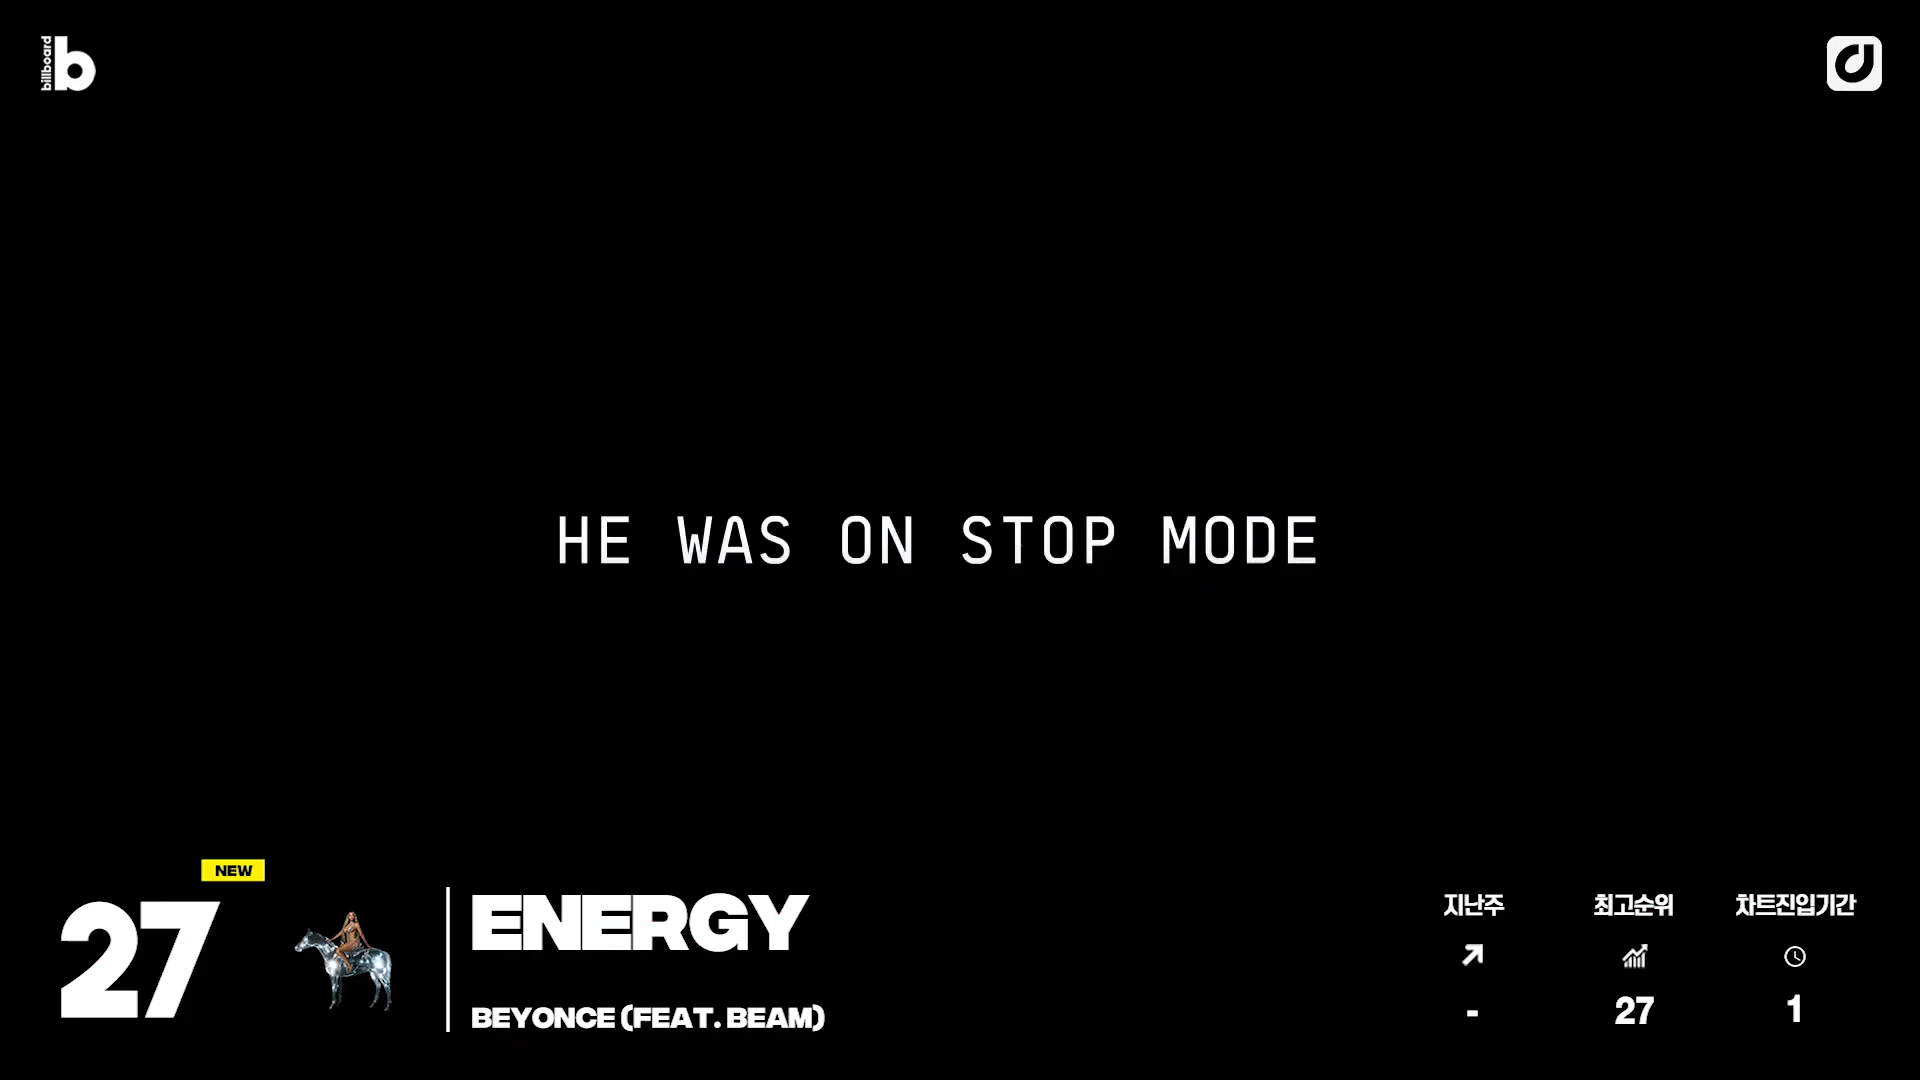 billboard
HE WAS ON STOP MODE
NEW
27
ENERGY
BEYONCE (FEAT. BEAM)
지난주
-
최고순위
27
차트진입기간
1